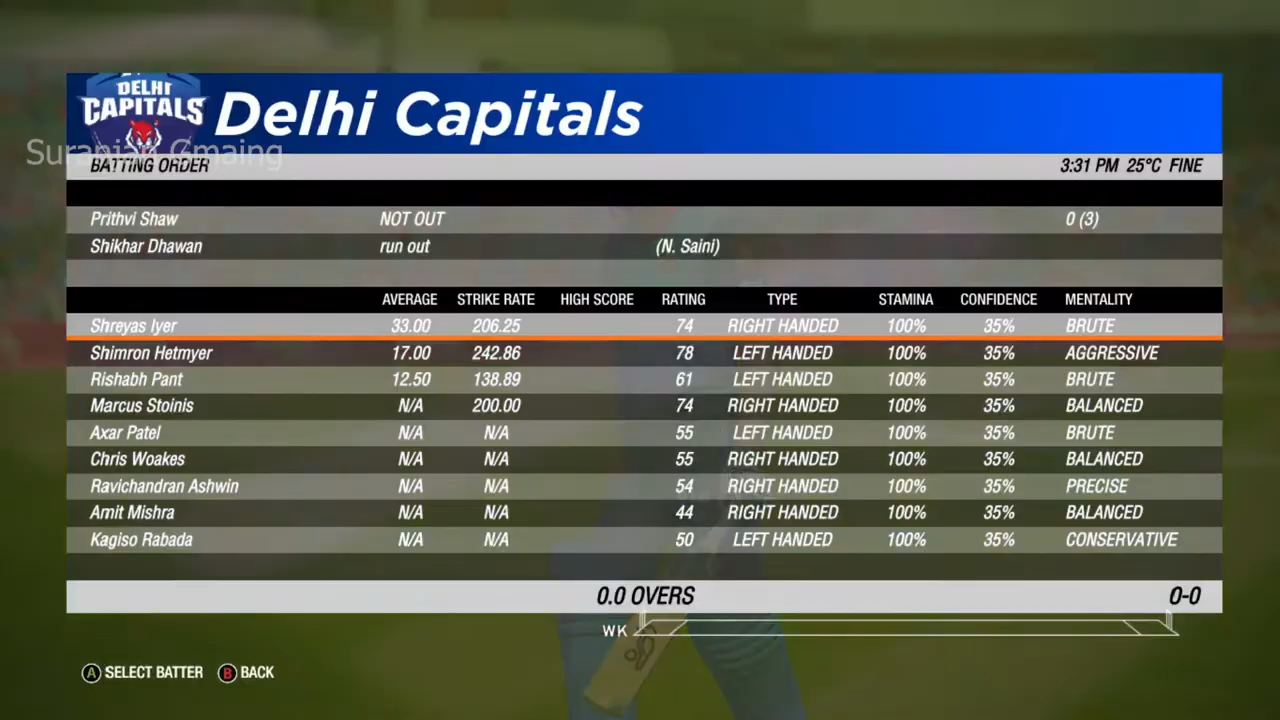 DELHI
CAPITALS
Delhi Capitals
Suranjan Gmaing
BATTING ORDER 3:31 PM 25°C FINE
Prithvi Shaw NOT OUT 0 (3)
Shikhar Dhawan run out (N. Saini)
AVERAGE STRIKE RATE HIGH SCORE RATING TYPE STAMINA CONFIDENCE MENTALITY
Shreyas Iyer 33.00 206.25 74 RIGHT HANDED 100% 35% BRUTE
Shimron Hetmyer 17.00 242.86 78 LEFT HANDED 100% 35% AGGRESSIVE
Rishabh Pant 12.50 138.89 61 LEFT HANDED 100% 35% BRUTE
Marcus Stoinis N/A 200.00 74 RIGHT HANDED 100% 35% BALANCED
Axar Patel N/A N/A 55 LEFT HANDED 100% 35% BRUTE
Chris Woakes N/A N/A 55 RIGHT HANDED 100% 35% BALANCED
Ravichandran Ashwin N/A N/A 54 RIGHT HANDED 100% 35% PRECISE
Amit Mishra N/A N/A 44 RIGHT HANDED 100% 35% BALANCED
Kagiso Rabada N/A N/A 50 LEFT HANDED 100% 35% CONSERVATIVE
0.0 OVERS 0-0
WK
A SELECT BATTER B BACK